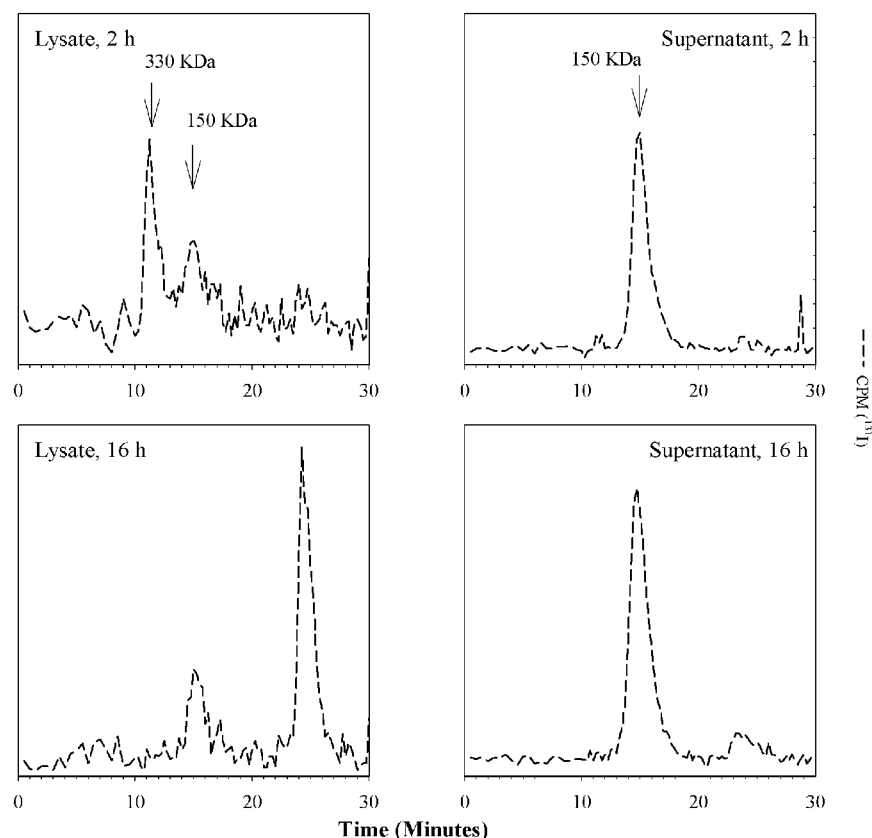 Lysate, 2 h
330 KDa
150 KDa
0 10 20 30
Supernatant, 2 h
150 KDa
0 10 20 30
Lysate, 16 h
0 10 20 30
Supernatant, 16 h
0 10 20 30
Time (Minutes)
CPM (¹³¹I)